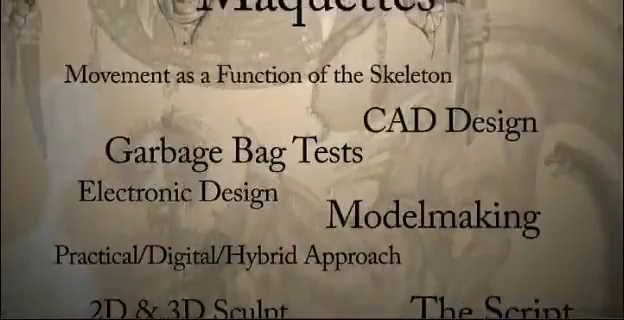 Maquettes
Movement as a Function of the Skeleton
CAD Design
Garbage Bag Tests
Electronic Design
Modelmaking
Practical/Digital/Hybrid Approach
2D & 3D Sculpt
The Script